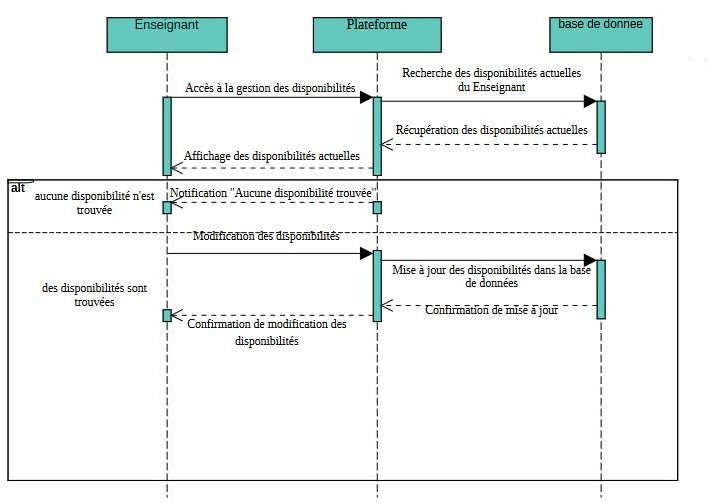 Enseignant
Plateforme
base de donnee
Accès à la gestion des disponibilités
Recherche des disponibilités actuelles
du Enseignant
Récupération des disponibilités actuelles
Affichage des disponibilités actuelles
alt
aucune disponibilité n'est
trouvée
Notification "Aucune disponibilité trouvée"
Modification des disponibilités
Mise à jour des disponibilités dans la base
de données
des disponibilités sont
trouvées
Confirmation de mise à jour
Confirmation de modification des
disponibilités